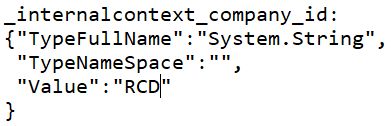 _internalcontext_company_id:
{"TypeFullName":"System.String",
"TypeNameSpace":"",
"Value":"RCD"
}